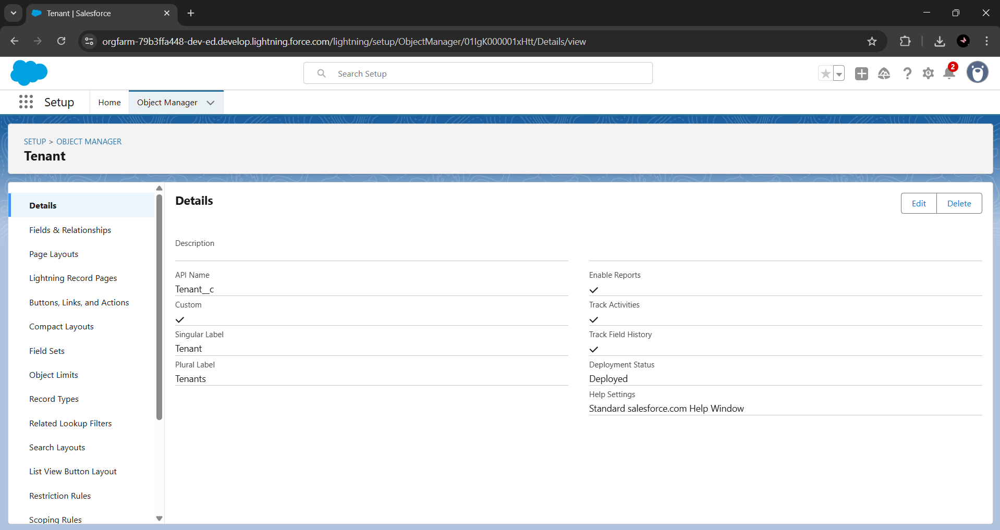 Tenant | Salesforce
orgfarm-79b3ffa448-dev-ed.develop.lightning.force.com/lightning/setup/ObjectManager/01IgK000001xHtt/Details/view
Search Setup
2
Setup
Home
Object Manager
SETUP > OBJECT MANAGER
Tenant
Details
Fields & Relationships
Page Layouts
Lightning Record Pages
Buttons, Links, and Actions
Compact Layouts
Field Sets
Object Limits
Record Types
Related Lookup Filters
Search Layouts
List View Button Layout
Restriction Rules
Scoping Rules
Details
Edit
Delete
Description
API Name
Tenant__c
Custom
Singular Label
Tenant
Plural Label
Tenants
Enable Reports
Track Activities
Track Field History
Deployment Status
Deployed
Help Settings
Standard salesforce.com Help Window